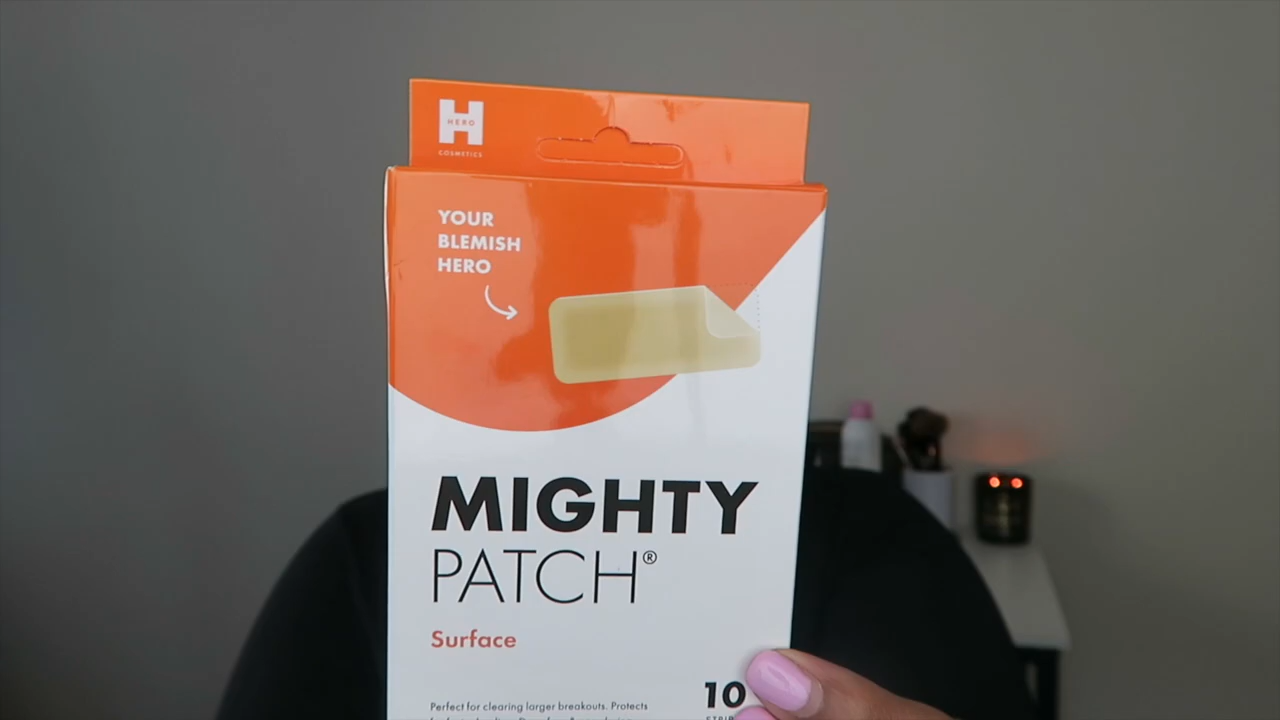 H
HERO
COSMETICS
YOUR
BLEMISH
HERO
MIGHTY
PATCH®
Surface
10
Perfect for clearing larger breakouts. Protects